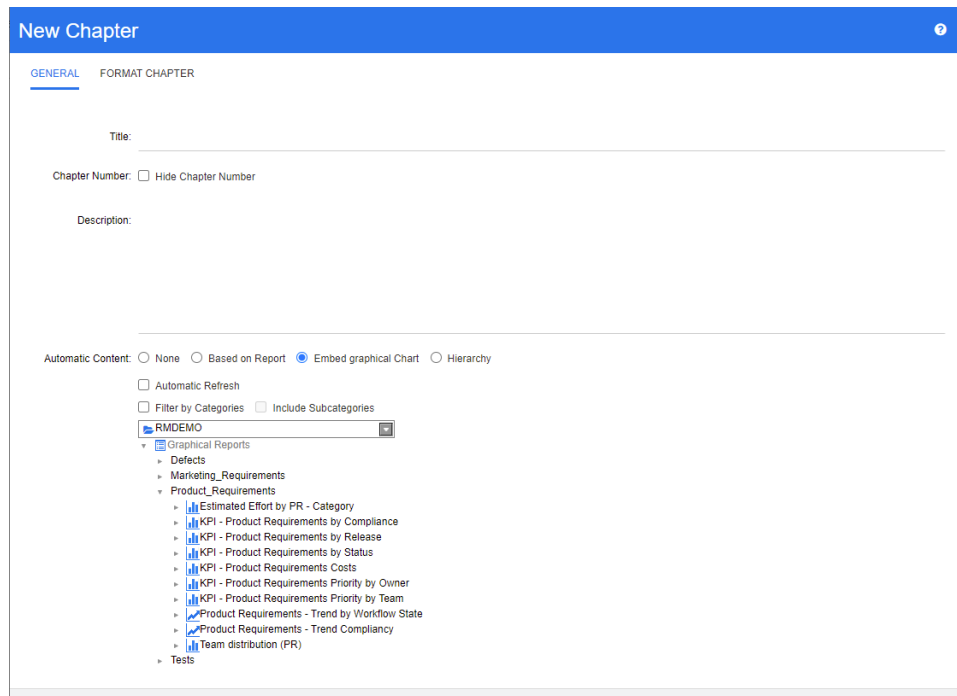 New Chapter
?
GENERAL FORMAT CHAPTER
Title:
Chapter Number: Hide Chapter Number
Description:
Automatic Content: None Based on Report Embed graphical Chart Hierarchy
Automatic Refresh
Filter by Categories Include Subcategories
RMDEMO
Graphical Reports
Defects
Marketing_Requirements
Product_Requirements
Estimated Effort by PR - Category
KPI - Product Requirements by Compliance
KPI - Product Requirements by Release
KPI - Product Requirements by Status
KPI - Product Requirements Costs
KPI - Product Requirements Priority by Owner
KPI - Product Requirements Priority by Team
Product Requirements - Trend by Workflow State
Product Requirements - Trend Compliancy
Team distribution (PR)
Tests